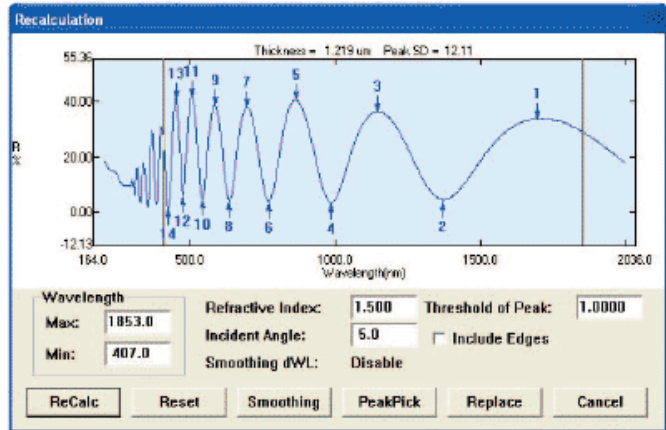 Recalculation
Thickness = 1.219 um Peak SD = 12.11
55.36
40.00
20.00
0.00
-12.13
R
%
13 11 9 7 5 3 1
14 12 10 8 6 4 2
164.0 500.0 1000.0 1500.0 2036.0
Wavelength(nm)
Wavelength
Max: 1853.0
Min: 407.0
Refractive Index: 1.500 Threshold of Peak: 1.0000
Incident Angle: 5.0 Include Edges
Smoothing dWL: Disable
ReCalc Reset Smoothing PeakPick Replace Cancel